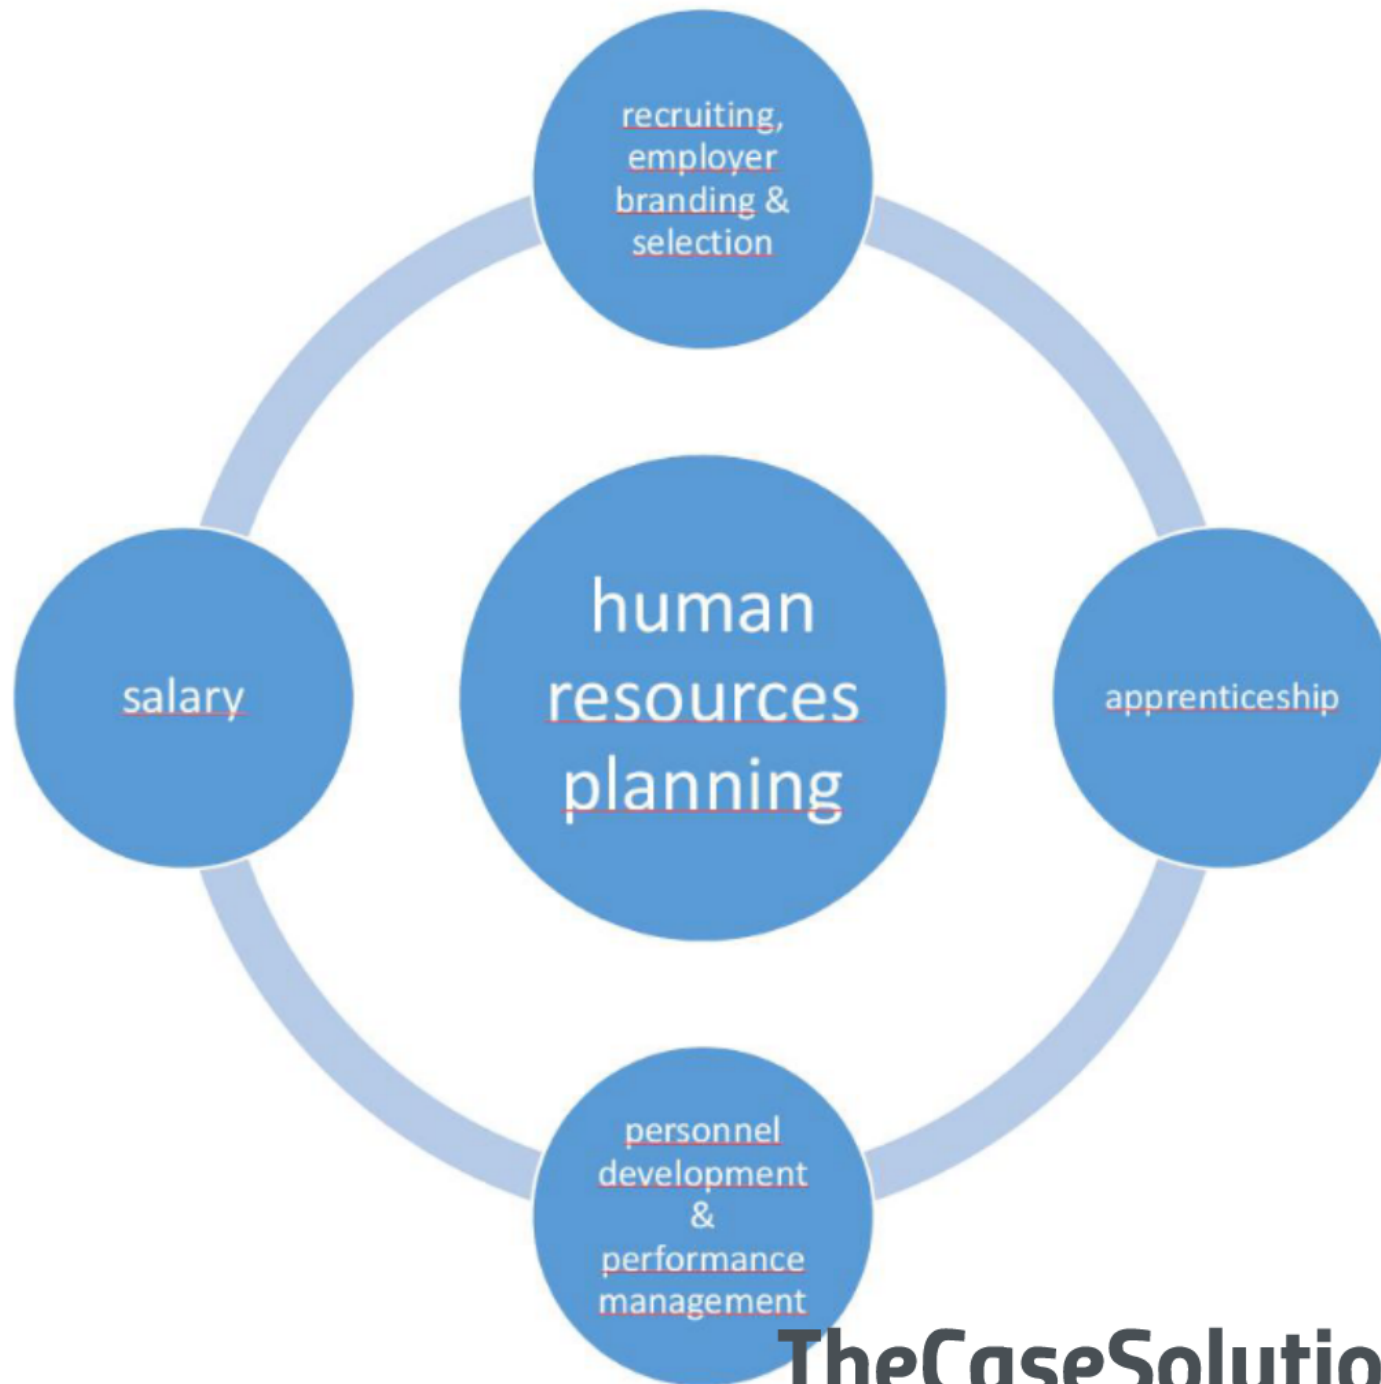 recruiting,
employer
branding &
selection
human
resources
planning
salary
apprenticeship
personnel
development
&
performance
management
TheCaseSolutio